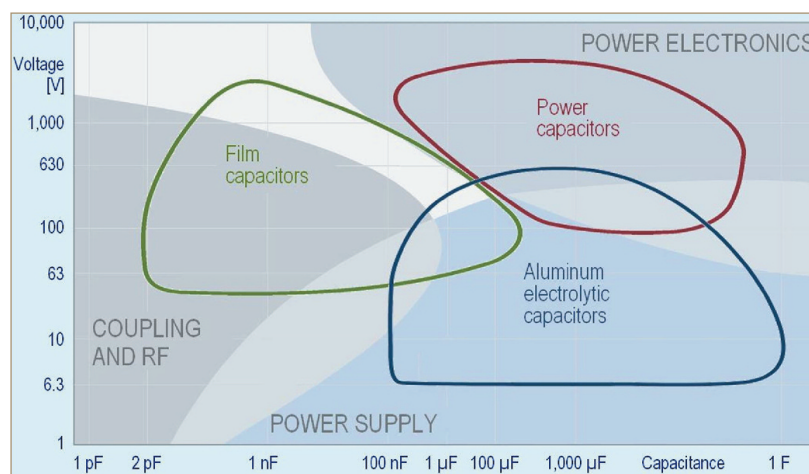 10,000
Voltage
[V]
1,000
630
100
63
10
6.3
1
POWER ELECTRONICS
Power
capacitors
Film
capacitors
Aluminum
electrolytic
capacitors
COUPLING
AND RF
POWER SUPPLY
1 pF 2 pF 1 nF 100 nF 1 µF 100 µF 1,000 µF Capacitance 1 F